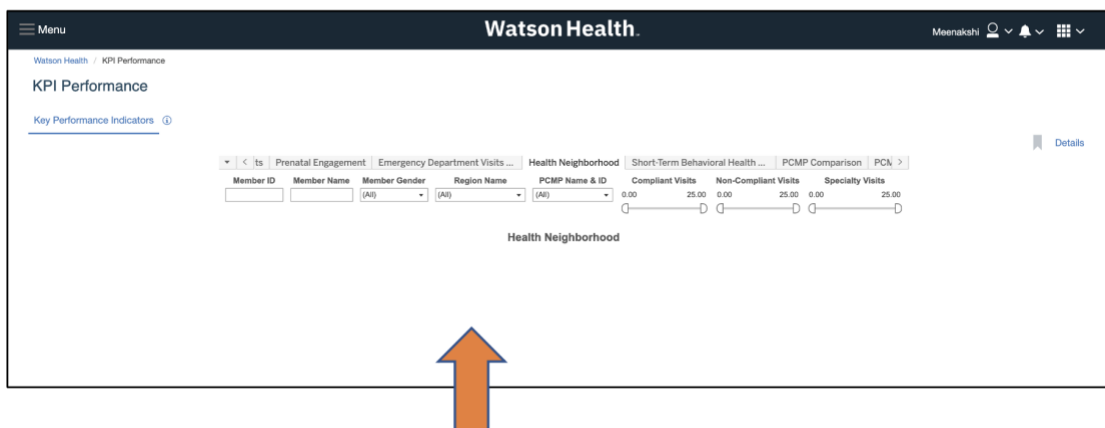 Menu
Watson Health.
Meenakshi
Watson Health / KPI Performance
KPI Performance
Key Performance Indicators
Details
ts Prenatal Engagement Emergency Department Visits ... Health Neighborhood Short-Term Behavioral Health ... PCMP Comparison
Member ID Member Name Member Gender Region Name PCMP Name & ID Compliant Visits Non-Compliant Visits Specialty Visits
(All) (All) (All) 0.00 25.00 0.00 25.00 0.00 25.00
Health Neighborhood